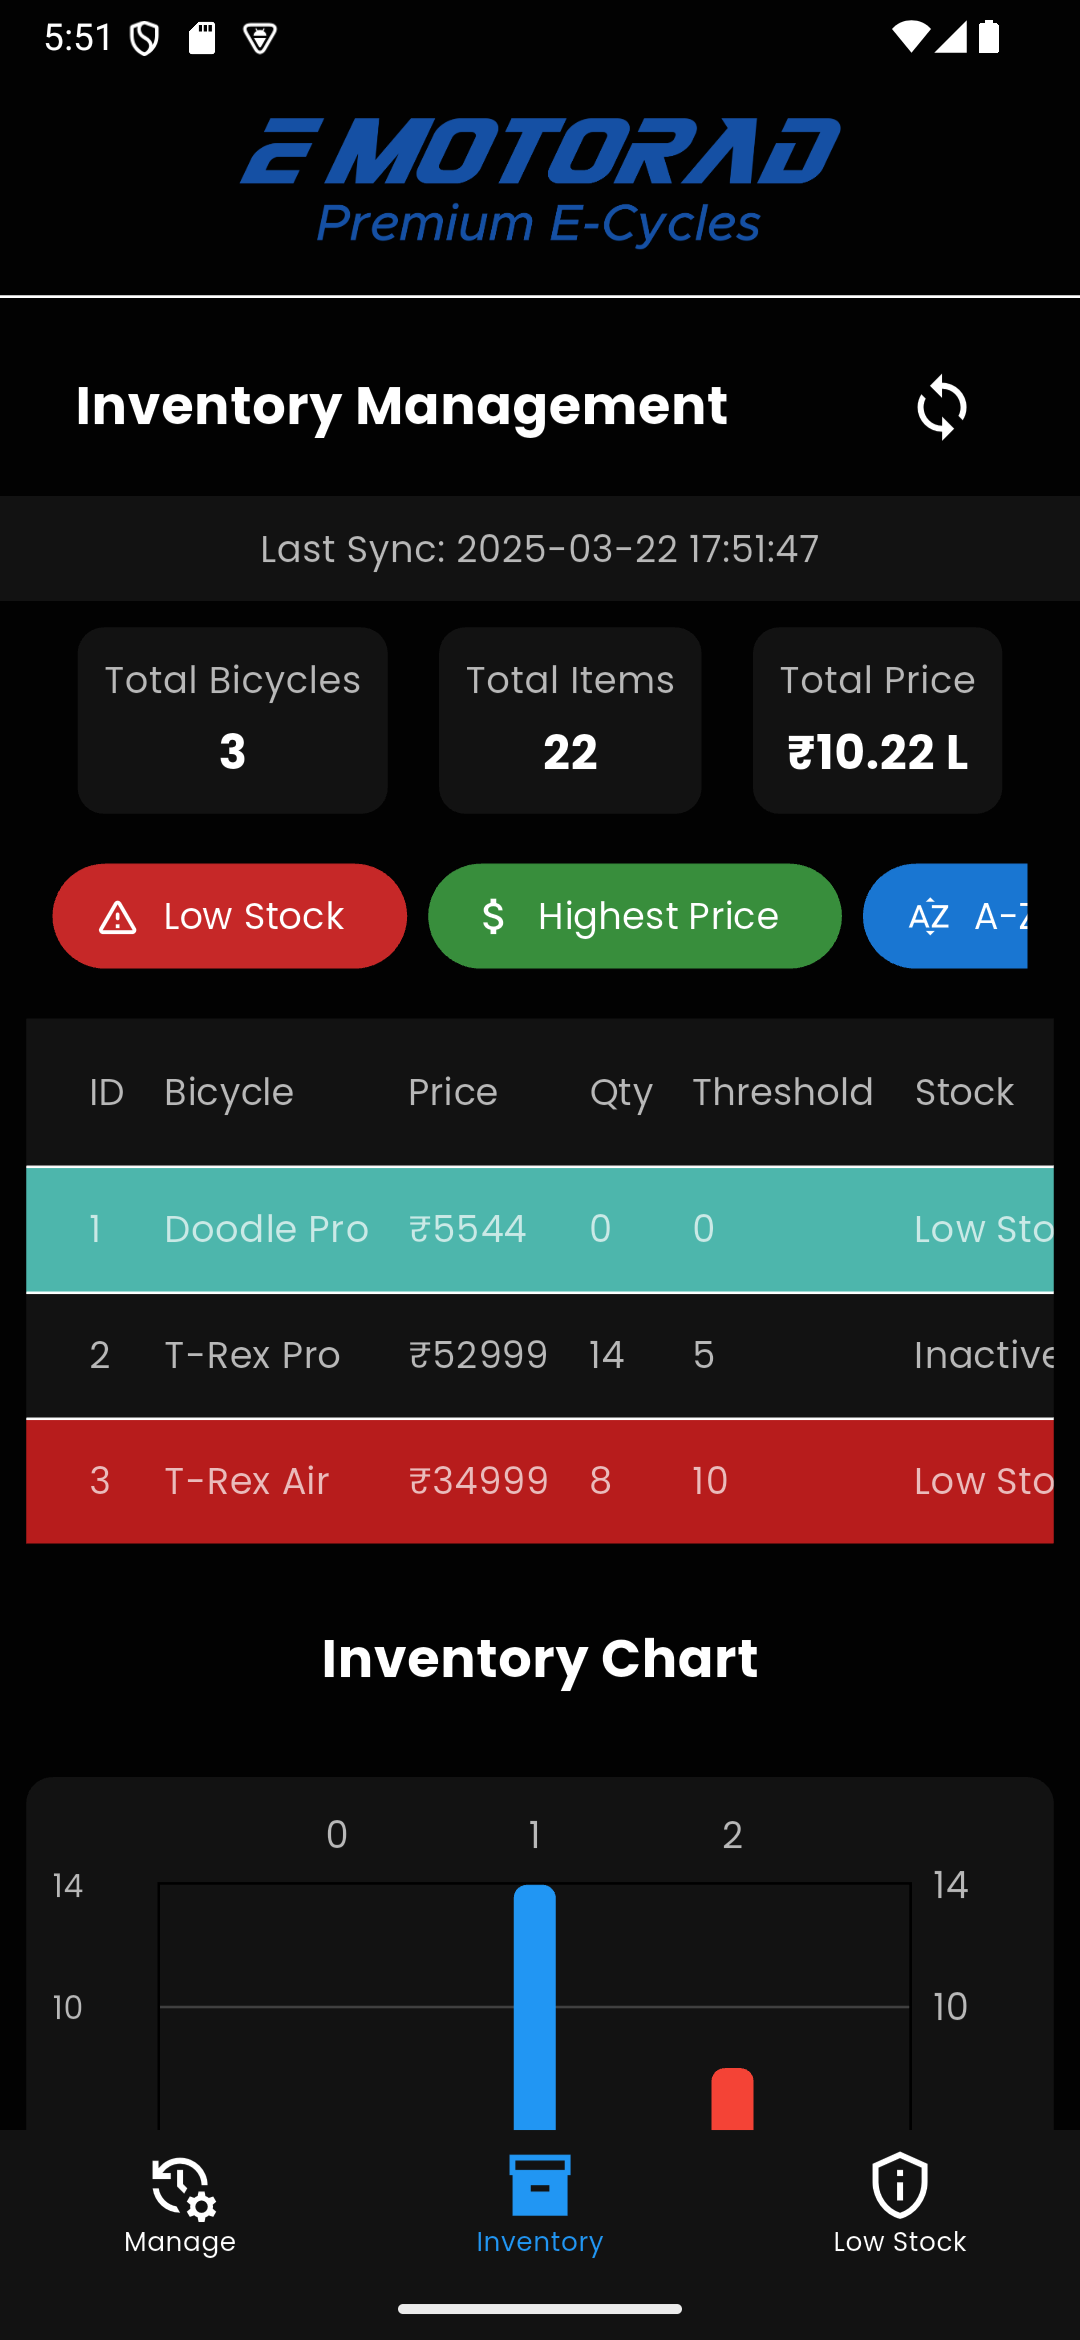 5:51
E MOTORAD
Premium E-Cycles
Inventory Management
Last Sync: 2025-03-22 17:51:47
Total Bicycles
3
Total Items
22
Total Price
₹10.22 L
Low Stock
$ Highest Price
AZ A-Z
ID Bicycle Price Qty Threshold Stock
1 Doodle Pro ₹5544 0 0 Low Sto
2 T-Rex Pro ₹52999 14 5 Inactive
3 T-Rex Air ₹34999 8 10 Low Sto
Inventory Chart
0 1 2
14 14
10 10
Manage Inventory Low Stock